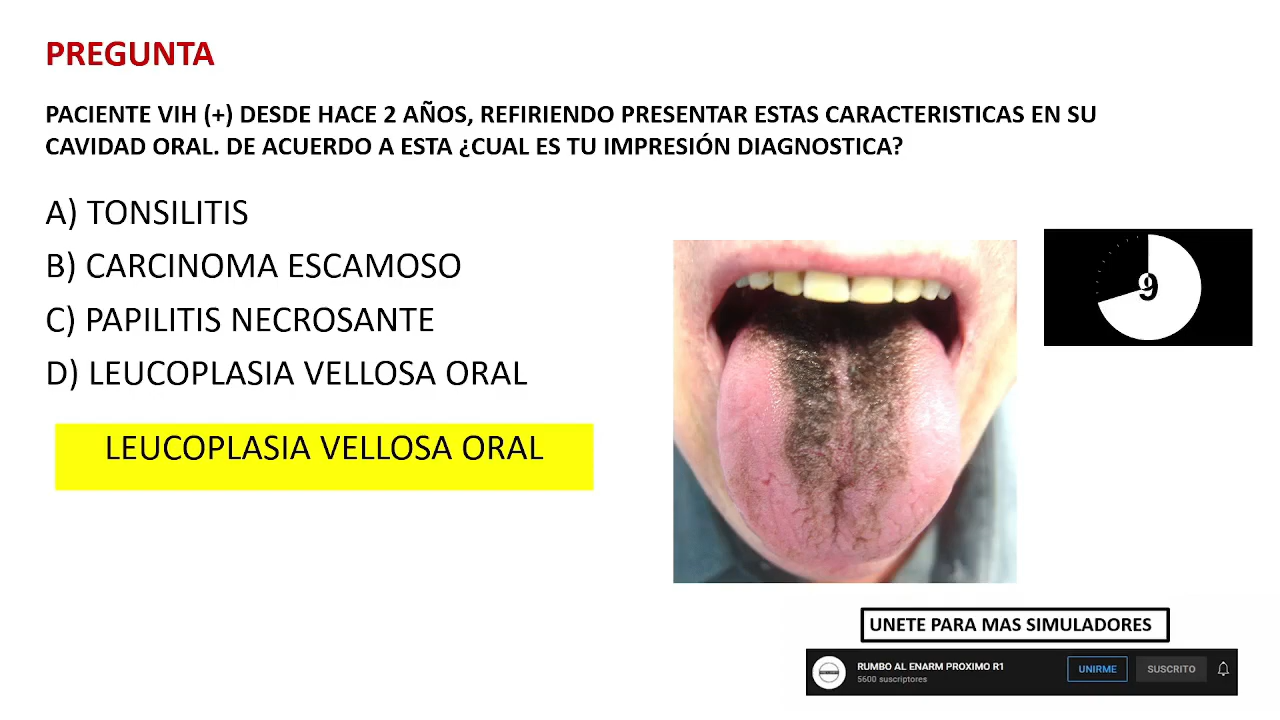 PREGUNTA
PACIENTE VIH (+) DESDE HACE 2 AÑOS, REFIRIENDO PRESENTAR ESTAS CARACTERISTICAS EN SU
CAVIDAD ORAL. DE ACUERDO A ESTA ¿CUAL ES TU IMPRESIÓN DIAGNOSTICA?
A) TONSILITIS
B) CARCINOMA ESCAMOSO
C) PAPILITIS NECROSANTE
D) LEUCOPLASIA VELLOSA ORAL
LEUCOPLASIA VELLOSA ORAL
9
UNETE PARA MAS SIMULADORES
RUMBO AL ENARM PROXIMO R1
5600 suscriptores
UNIRME
SUSCRITO